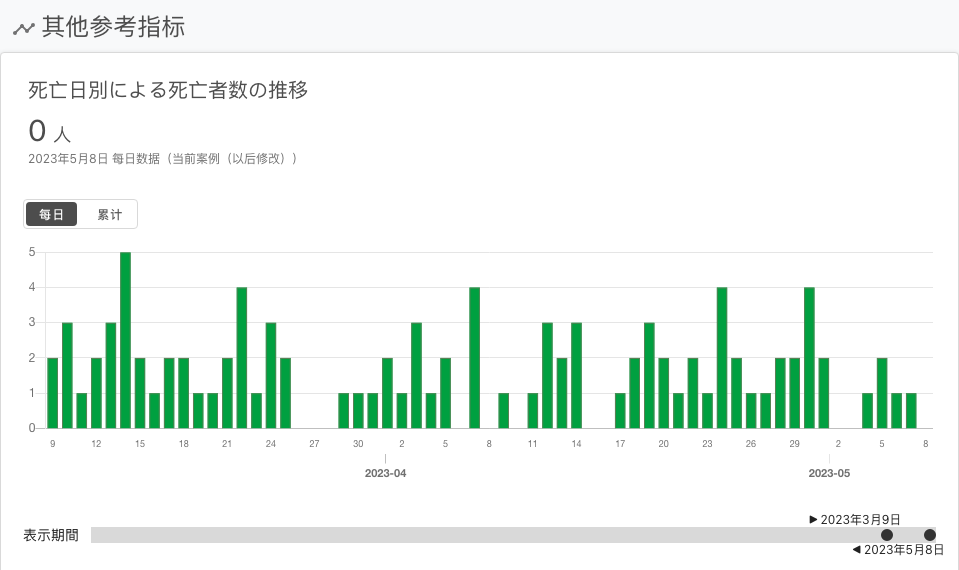 其他参考指标
死亡日別による死亡者数の推移
0 人
2023年5月8日 每日数据（当前案例（以后修改））
每日 累计
5
4
3
2
1
0
9 12 15 18 21 24 27 30 2 5 8 11 14 17 20 23 26 29 2 5 8
2023-04 2023-05
▶ 2023年3月9日
表示期間
◀ 2023年5月8日